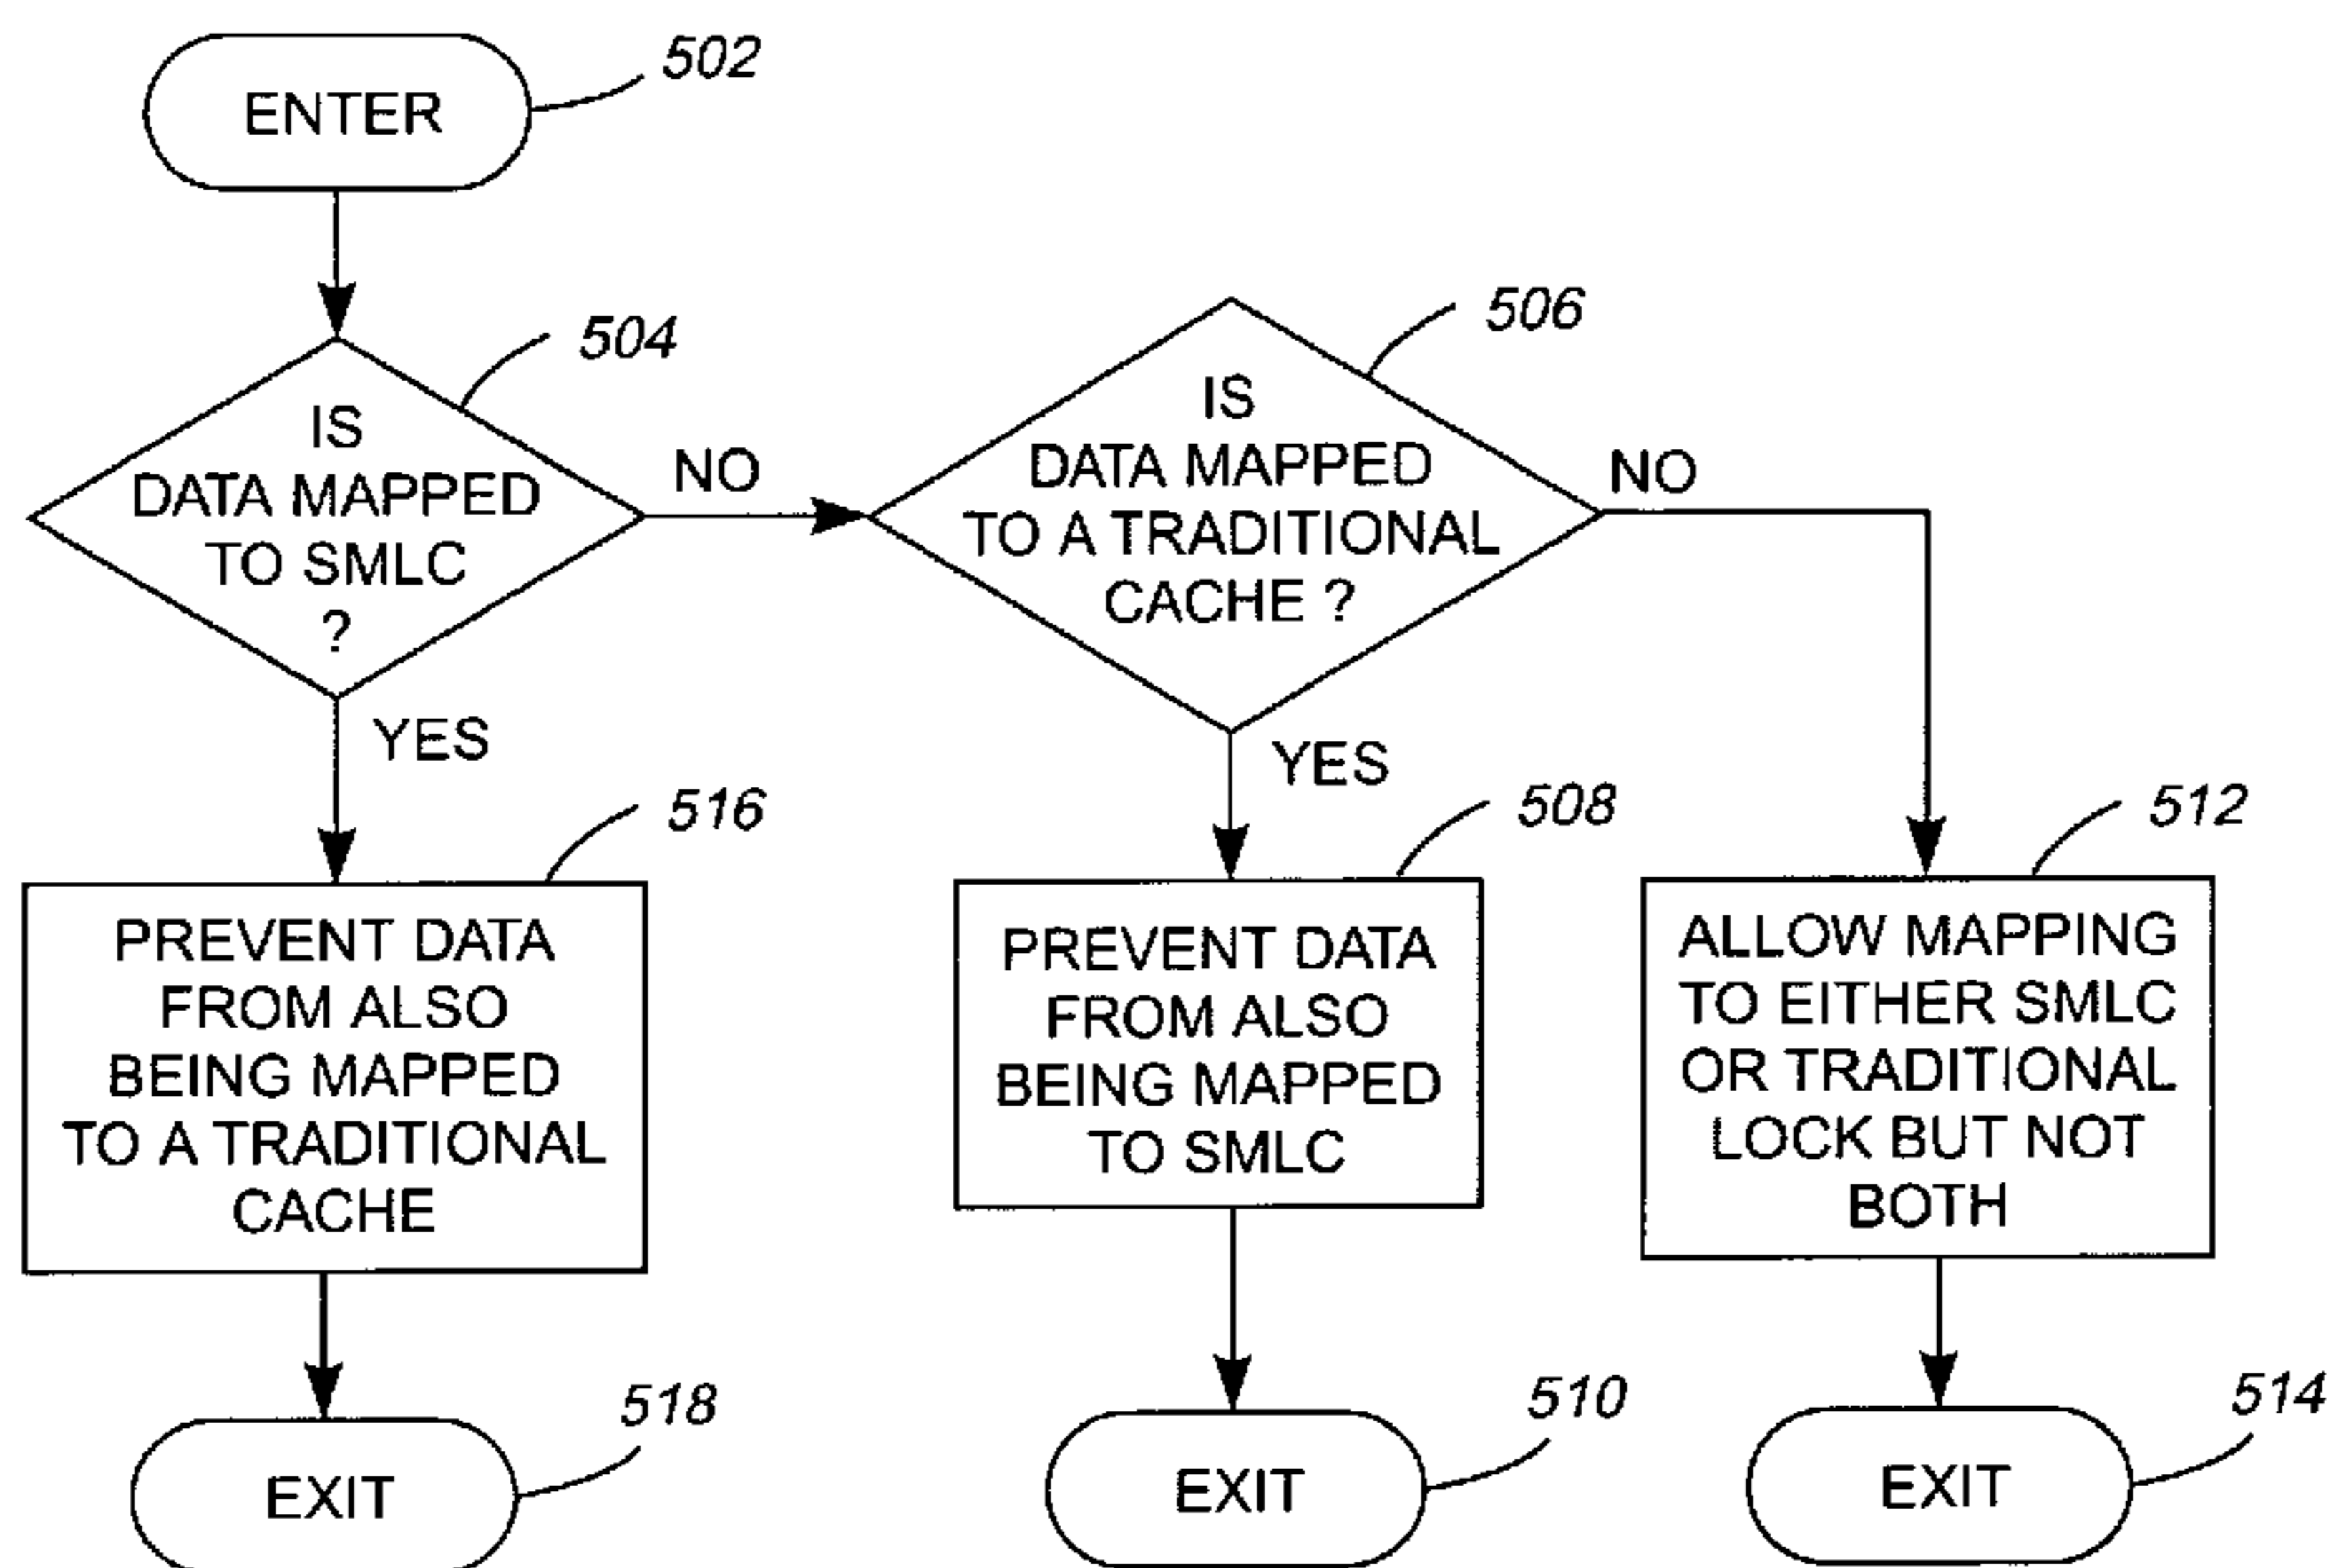 502
ENTER
504
IS
DATA MAPPED
TO SMLC
?
NO
YES
506
IS
DATA MAPPED
TO A TRADITIONAL
CACHE ?
NO
YES
516
PREVENT DATA
FROM ALSO
BEING MAPPED
TO A TRADITIONAL
CACHE
508
PREVENT DATA
FROM ALSO
BEING MAPPED
TO SMLC
512
ALLOW MAPPING
TO EITHER SMLC
OR TRADITIONAL
LOCK BUT NOT
BOTH
518
EXIT
510
EXIT
514
EXIT